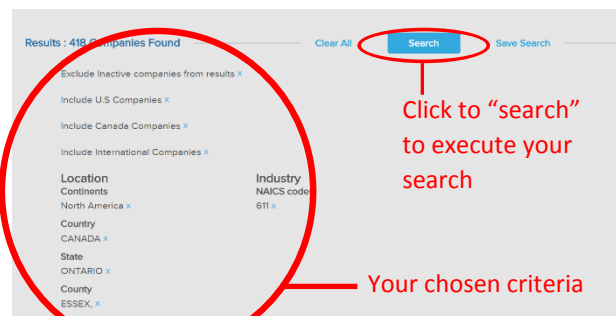 Results : 418 Companies Found Clear All Search Save Search
Exclude Inactive companies from results ×
Include U.S Companies ×
Include Canada Companies ×
Include International Companies ×
Location Industry
Continents NAICS codes
North America × 611 ×
Country
CANADA ×
State
ONTARIO ×
County
ESSEX, ×
Click to “search”
to execute your
search
Your chosen criteria